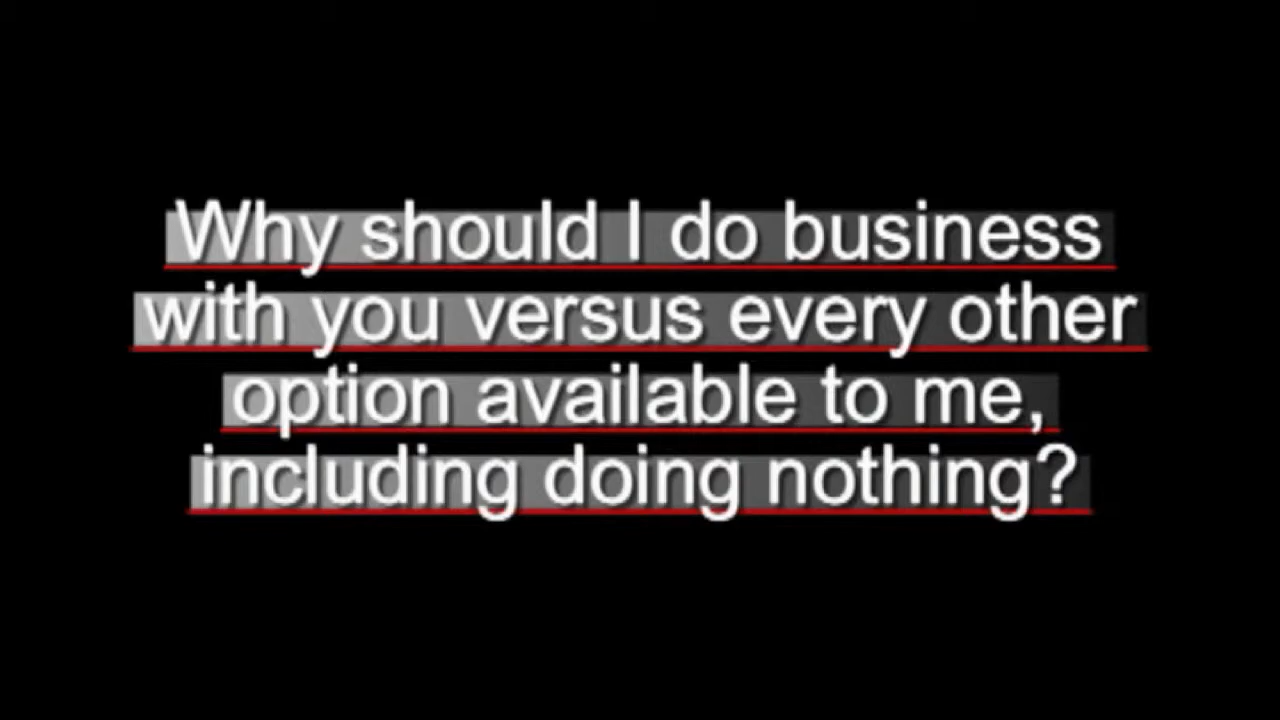 Why should I do business
with you versus every other
option available to me,
including doing nothing?